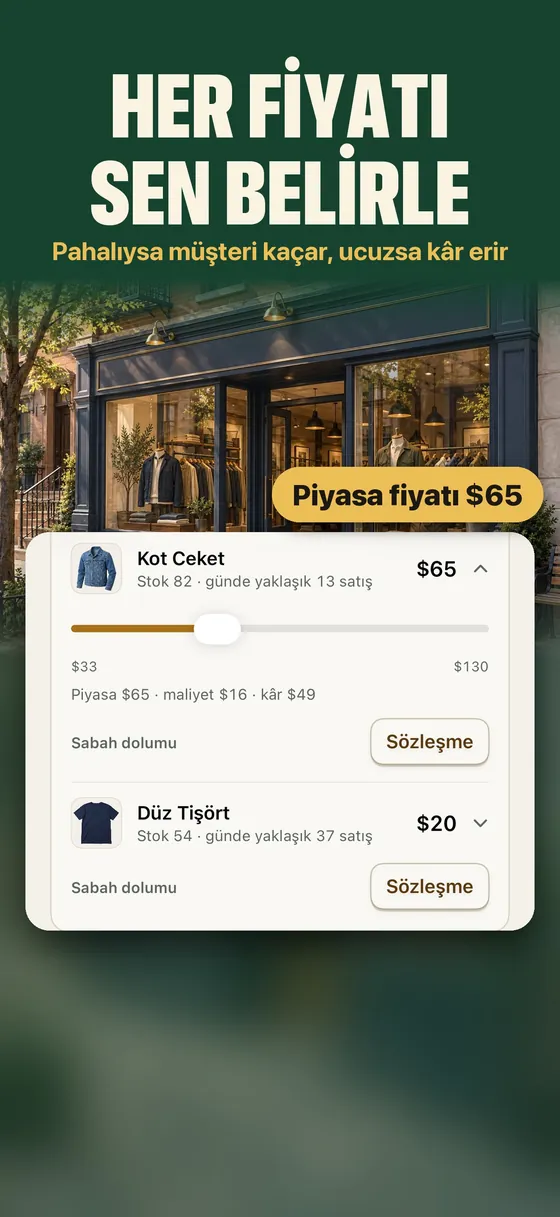 HER FİYATI
SEN BELİRLE
Pahalıysa müşteri kaçar, ucuzsa kâr erir
Piyasa fiyatı $65
Kot Ceket
$65
Stok 82 · günde yaklaşık 13 satış
$33
$130
Piyasa $65 · maliyet $16 · kâr $49
Sabah dolumu
Sözleşme
Düz Tişört
$20
Stok 54 · günde yaklaşık 37 satış
Sabah dolumu
Sözleşme